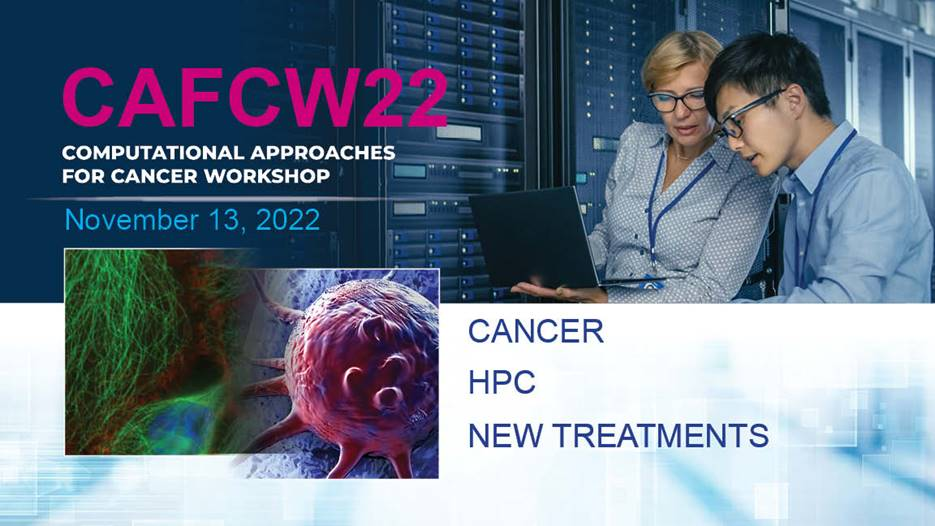 CAFCW22
COMPUTATIONAL APPROACHES
FOR CANCER WORKSHOP
November 13, 2022
CANCER
HPC
NEW TREATMENTS